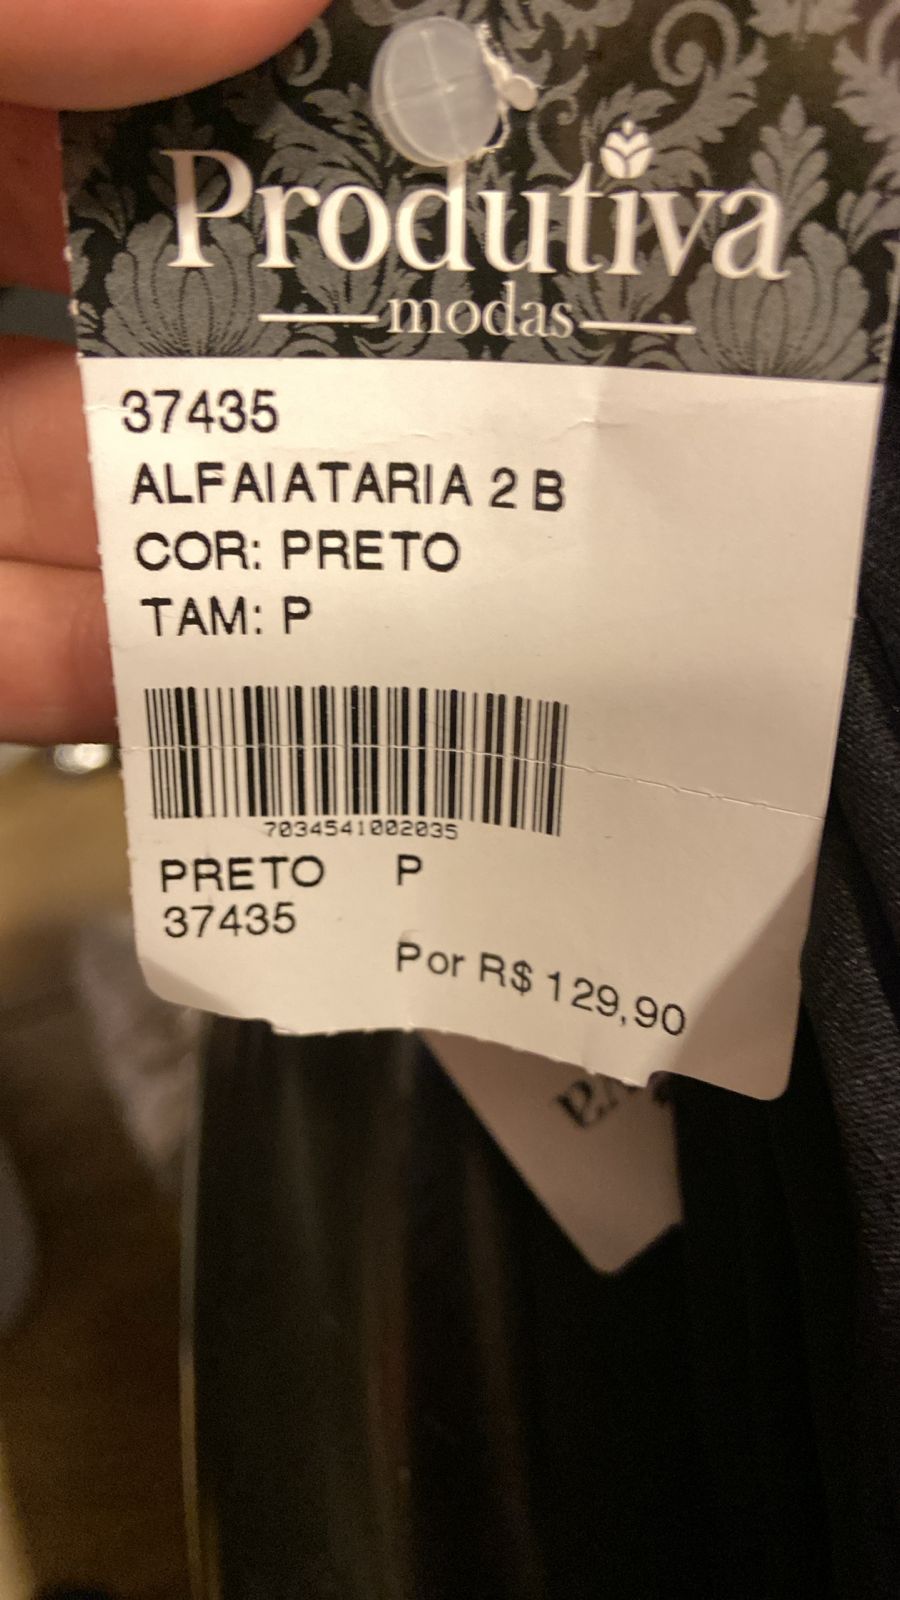 Produtiva
modas
37435
ALFAIATARIA 2 B
COR: PRETO
TAM: P
7034541002035
PRETO P
37435
Por R$ 129,90